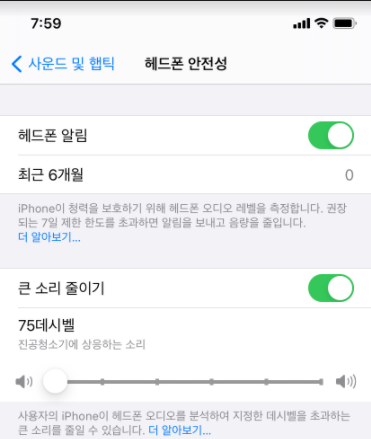 7:59
사운드 및 햅틱
헤드폰 안전성
헤드폰 알림
최근 6개월
0
iPhone이 청력을 보호하기 위해 헤드폰 오디오 레벨을 측정합니다. 권장
되는 7일 제한 한도를 초과하면 알림을 보내고 음량을 줄입니다.
더 알아보기...
큰 소리 줄이기
75데시벨
진공청소기에 상응하는 소리
사용자의 iPhone이 헤드폰 오디오를 분석하여 지정한 데시벨을 초과하는
큰 소리를 줄일 수 있습니다. 더 알아보기...